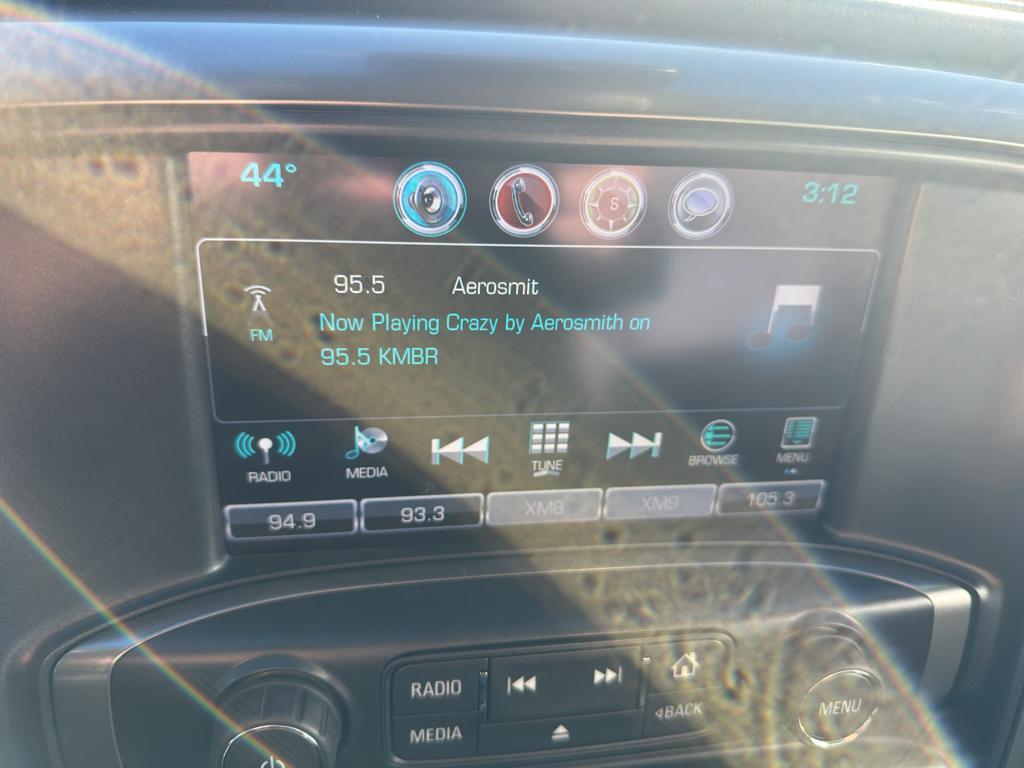 44° 3:12
S
95.5 Aerosmit
FM
Now Playing Crazy by Aerosmith on
95.5 KMBR
RADIO MEDIA TUNE BROWSE MENU
94.9 93.3 XM8 XM9 105.3
RADIO
MEDIA
BACK
MENU